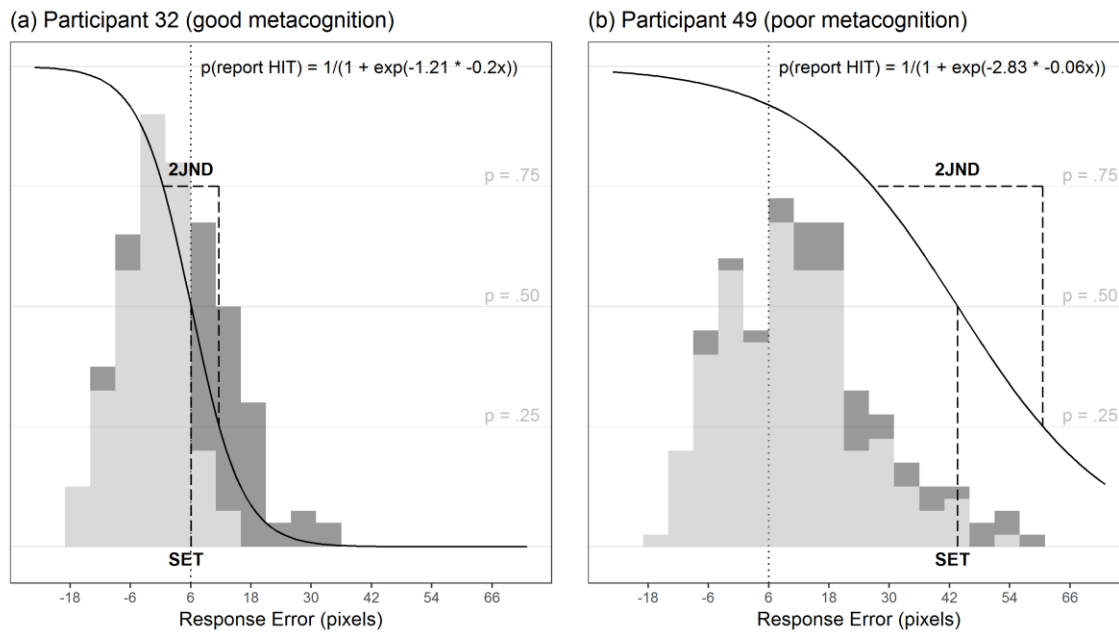 (a) Participant 32 (good metacognition)
p(report HIT) = 1/(1 + exp(-1.21 * -0.2x))
2JND
p = .75
p = .50
p = .25
SET
-18 -6 6 18 30 42 54 66
Response Error (pixels)
(b) Participant 49 (poor metacognition)
p(report HIT) = 1/(1 + exp(-2.83 * -0.06x))
2JND
p = .75
p = .50
p = .25
SET
-18 -6 6 18 30 42 54 66
Response Error (pixels)